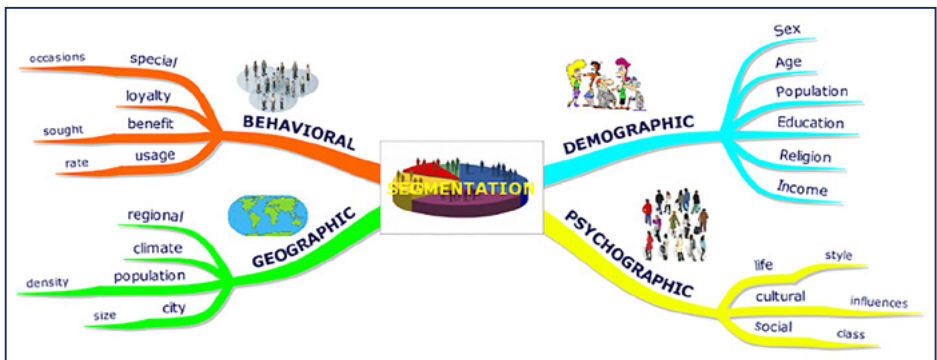 SEGMENTATION
BEHAVIORAL
special
occasions
loyalty
benefit
sought
usage
rate
GEOGRAPHIC
regional
climate
population
density
city
size
DEMOGRAPHIC
Sex
Age
Population
Education
Religion
Income
PSYCHOGRAPHIC
life
style
cultural
influences
social
class